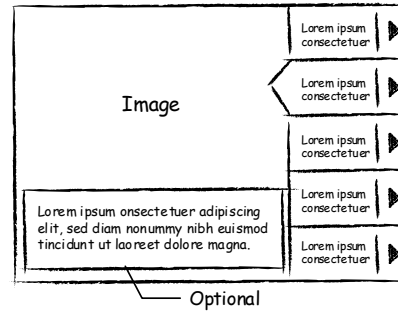 Image
Lorem ipsum onsectetuer adipiscing
elit, sed diam nonummy nibh euismod
tincidunt ut laoreet dolore magna.
Optional
Lorem ipsum
consectetuer
Lorem ipsum
consectetuer
Lorem ipsum
consectetuer
Lorem ipsum
consectetuer
Lorem ipsum
consectetuer